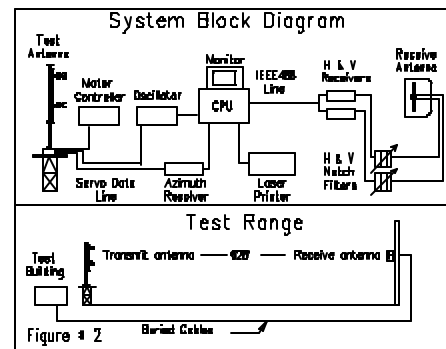 System Block Diagram
Test
Antenna
Motor
Controller
Oscillator
Monitor
CPU
IEEE488
Line
H & V
Receivers
Receive
Antenna
Servo Data
Line
Azimuth
Receiver
Laser
Printer
H & V
Notch
Filters
Test Range
Test
Building
Transmit antenna
Receive antenna
Buried Cables
Figure # 2